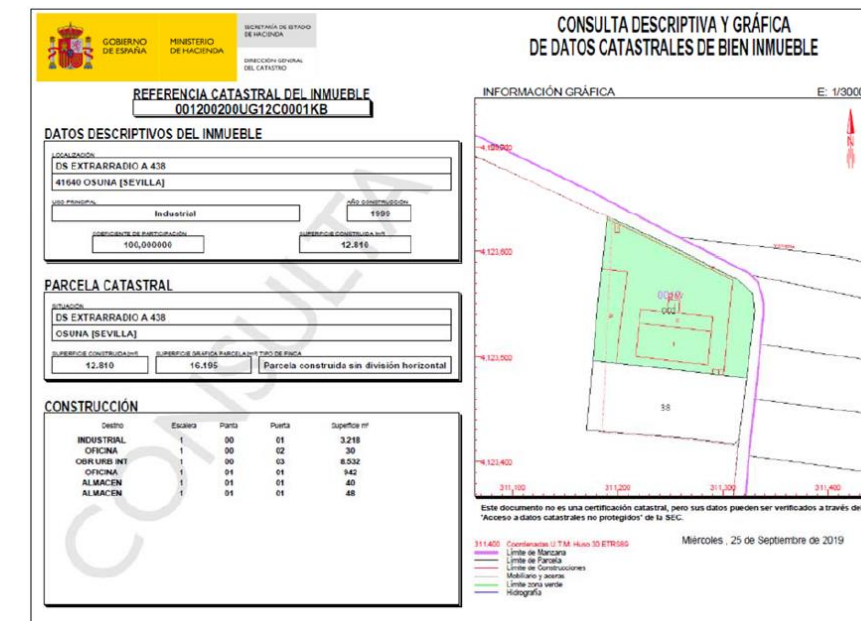 GOBIERNO
DE ESPAÑA
MINISTERIO
DE HACIENDA
SECRETARÍA DE ESTADO
DE HACIENDA
DIRECCIÓN GENERAL
DEL CATASTRO
CONSULTA DESCRIPTIVA Y GRÁFICA
DE DATOS CATASTRALES DE BIEN INMUEBLE
REFERENCIA CATASTRAL DEL INMUEBLE
001200200UG12C0001KB
DATOS DESCRIPTIVOS DEL INMUEBLE
LOCALIZACIÓN
DS EXTRARRADIO A 438
41640 OSUNA [SEVILLA]
USO PRINCIPAL
Industrial
AÑO CONSTRUCCIÓN
1999
COEFICIENTE DE PARTICIPACIÓN
100,000000
SUPERFICIE CONSTRUIDA [m²]
12.810
PARCELA CATASTRAL
SITUACIÓN
DS EXTRARRADIO A 438
OSUNA [SEVILLA]
SUPERFICIE CONSTRUIDA [m²]
12.810
SUPERFICIE GRÁFICA PARCELA [m²]
16.195
TIPO DE FINCA
Parcela construida sin división horizontal
CONSTRUCCIÓN
Destino Escalera Planta Puerta Superficie m²
INDUSTRIAL 1 00 01 3.218
OFICINA 1 00 02 30
OBR URB INT 1 00 03 8.532
OFICINA 1 01 01 942
ALMACEN 1 01 01 40
ALMACEN 1 01 01 48
CONSULTA
INFORMACIÓN GRÁFICA E: 1/3000
N
4,121,600
4,121,500
38
4,121,400
311,100 311,200 311,300 311,400
Este documento no es una certificación catastral, pero sus datos pueden ser verificados a través del
"Acceso a datos catastrales no protegidos" de la SEC.
311,400 Coordenadas U.T.M. Huso 30 ETRS89
Límite de Manzana
Límite de Parcela
Límite de Construcciones
Mobiliario y aceras
Límite zona verde
Hidrografía
Miércoles , 25 de Septiembre de 2019